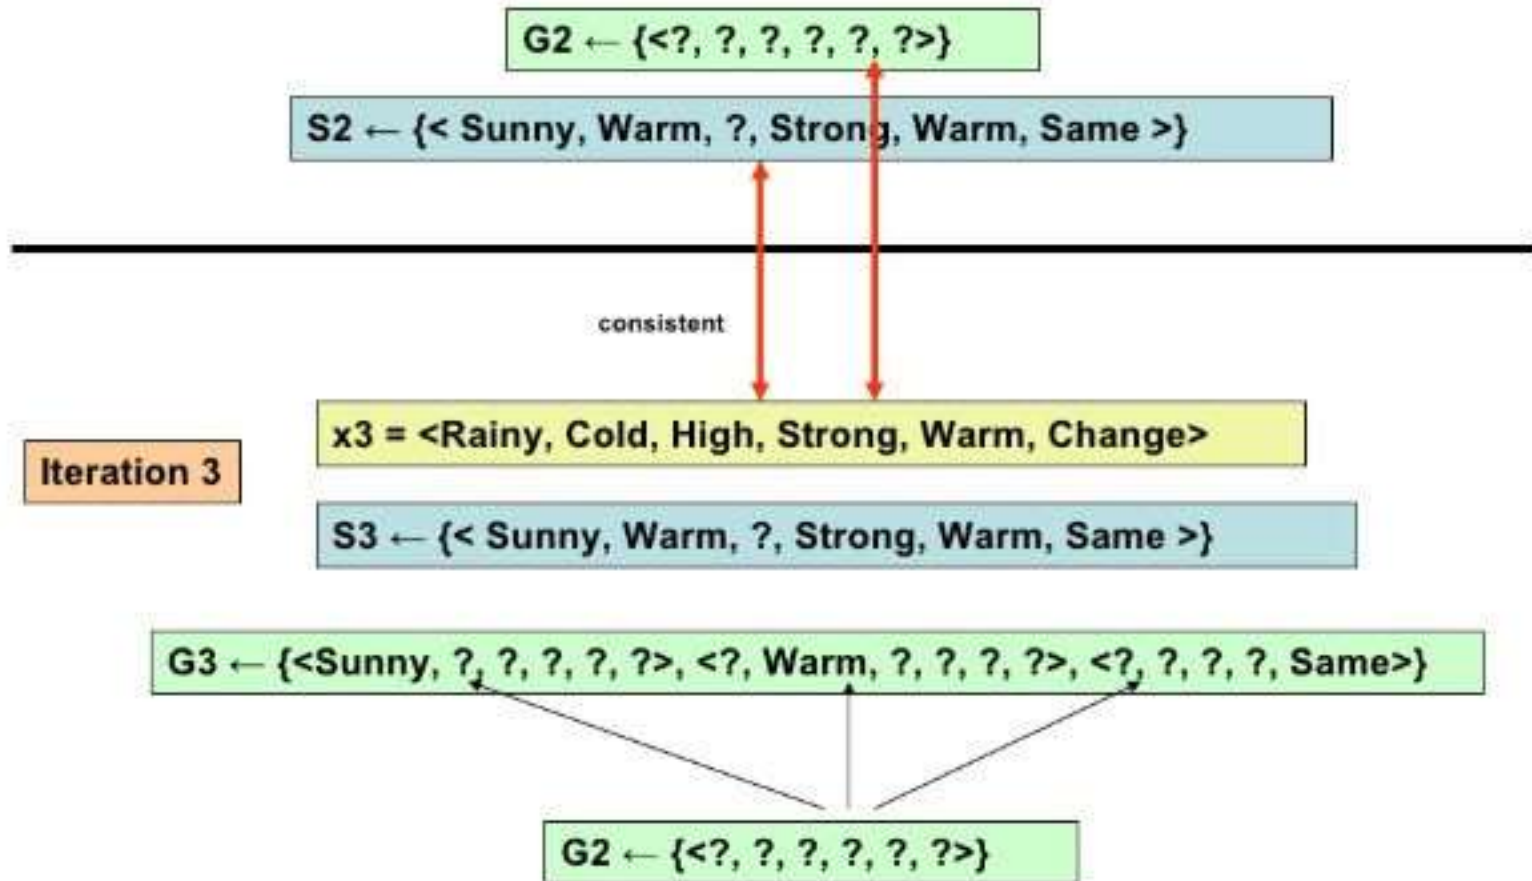 G2 ← {<?, ?, ?, ?, ?, ?>}
S2 ← {< Sunny, Warm, ?, Strong, Warm, Same >}
consistent
x3 = <Rainy, Cold, High, Strong, Warm, Change>
Iteration 3
S3 ← {< Sunny, Warm, ?, Strong, Warm, Same >}
G3 ← {<Sunny, ?, ?, ?, ?, ?>, <?, Warm, ?, ?, ?, ?>, <?, ?, ?, ?, Same>}
G2 ← {<?, ?, ?, ?, ?, ?>}